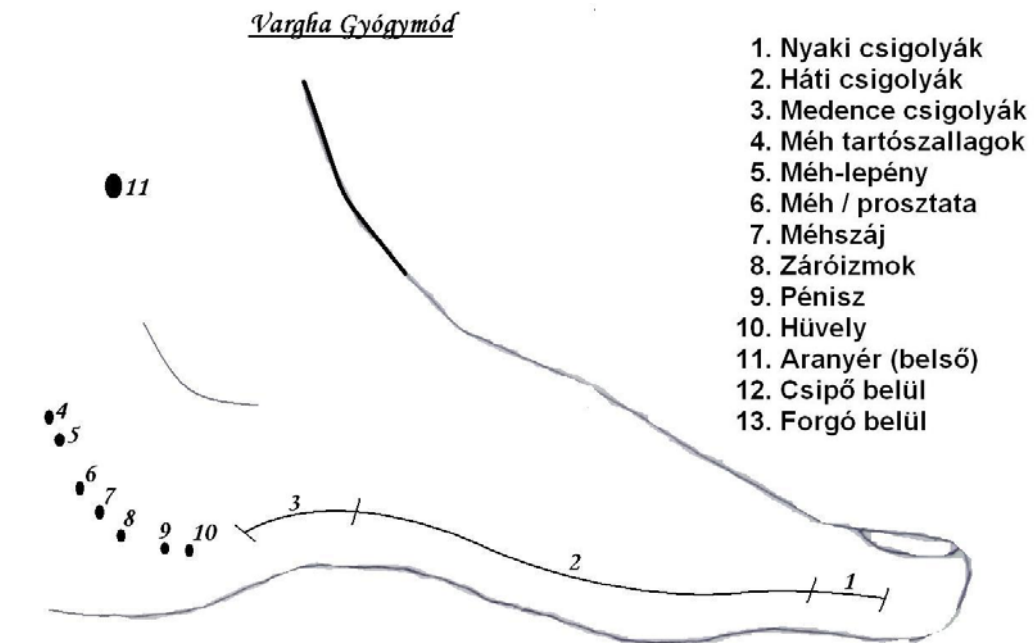 Vargha Gyógymód
1. Nyaki csigolyák
2. Háti csigolyák
3. Medence csigolyák
4. Méh tartószallagok
5. Méh-lepény
6. Méh / prosztata
7. Méhszáj
8. Záróizmok
9. Pénisz
10. Hüvely
11. Aranyér (belső)
12. Csipő belül
13. Forgó belül
11
4
5
6
7
8
9
10
3
2
1